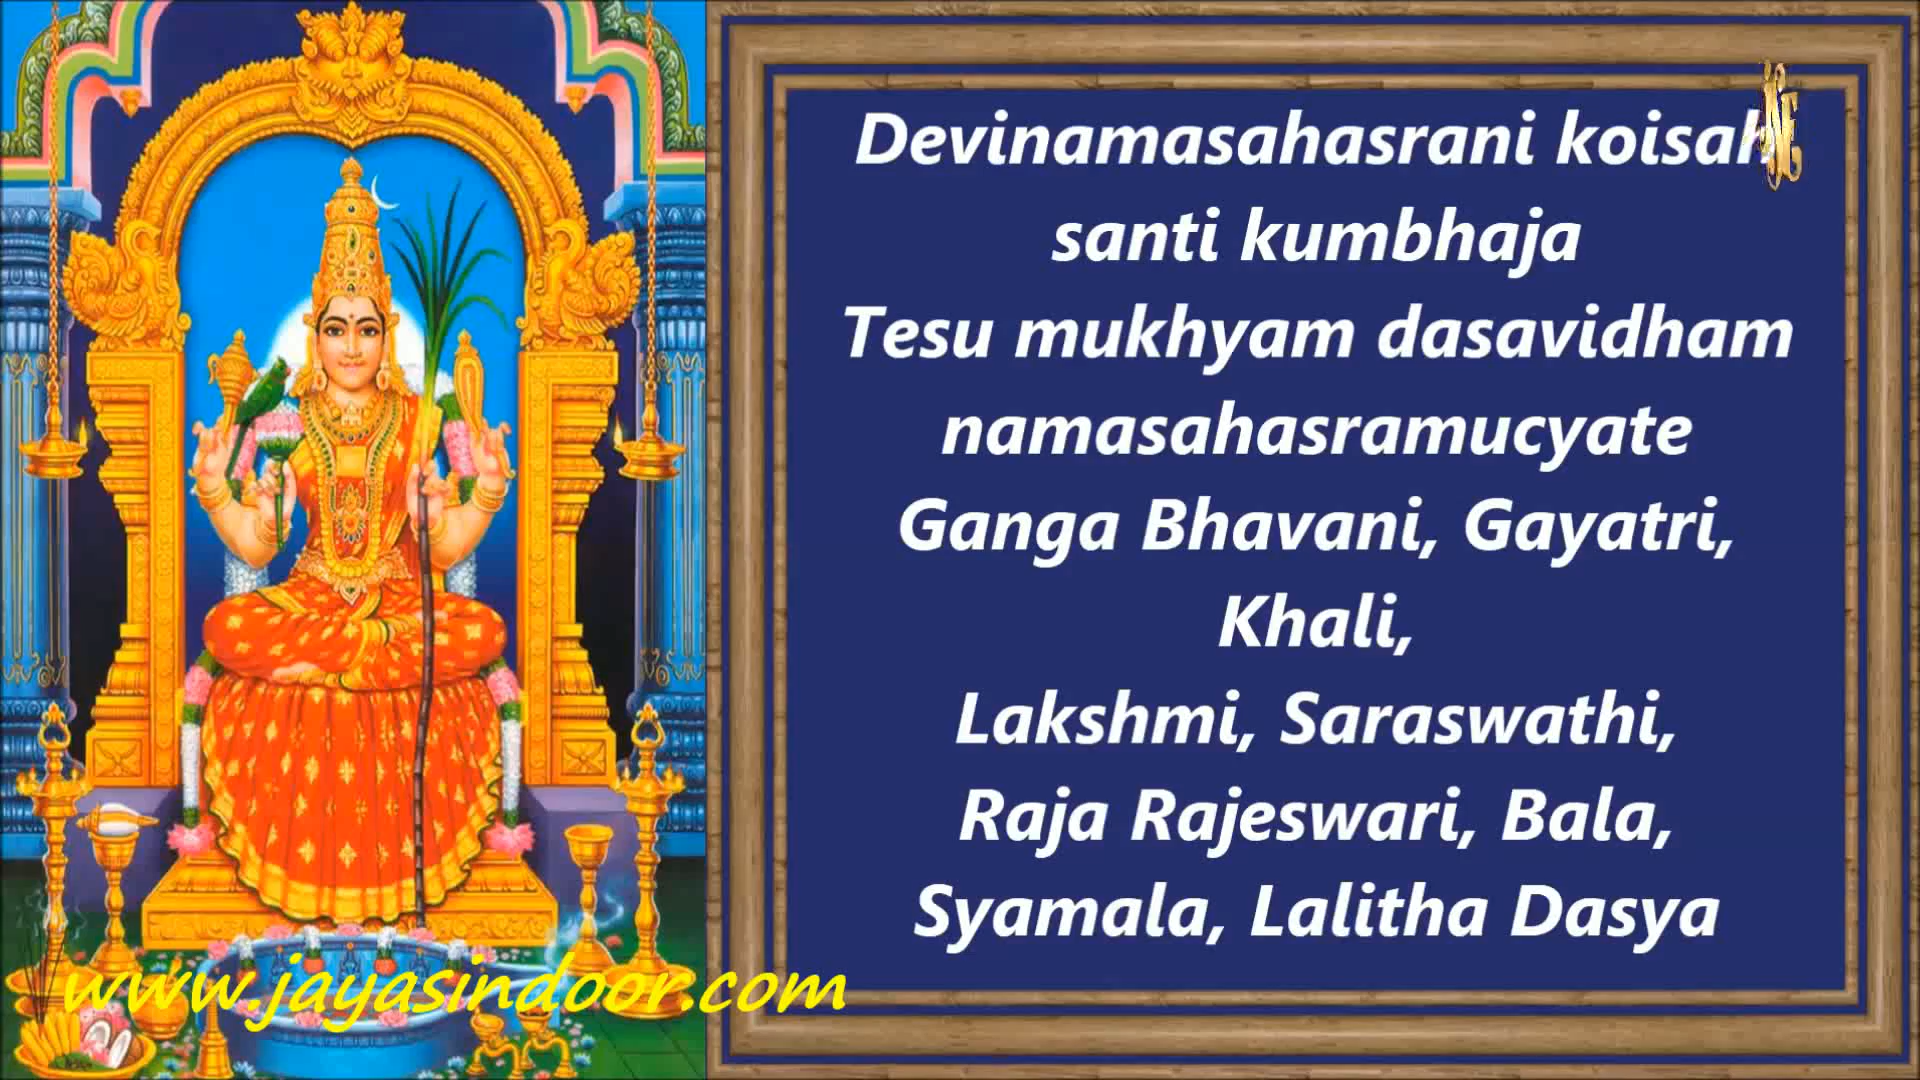 Devinamasahasrani koisah
santi kumbhaja
Tesu mukhyam dasavidham
namasahasramucyate
Ganga Bhavani, Gayatri,
Khali,
Lakshmi, Saraswathi,
Raja Rajeswari, Bala,
Syamala, Lalitha Dasya
www.jayasindoor.com